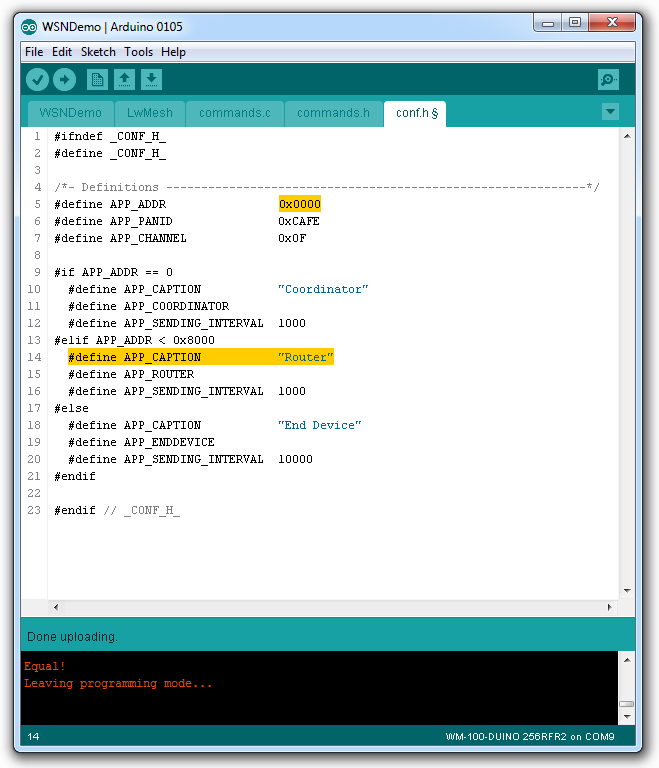 WSNDemo | Arduino 0105
File Edit Sketch Tools Help
WSNDemo LwMesh commands.c commands.h conf.h §
1 #ifndef _CONF_H_
2 #define _CONF_H_
3
4 /*- Definitions ------------------------------------------------------------*/
5 #define APP_ADDR 0x0000
6 #define APP_PANID 0xCAFE
7 #define APP_CHANNEL 0x0F
8
9 #if APP_ADDR == 0
10 #define APP_CAPTION "Coordinator"
11 #define APP_COORDINATOR
12 #define APP_SENDING_INTERVAL 1000
13 #elif APP_ADDR < 0x8000
14 #define APP_CAPTION "Router"
15 #define APP_ROUTER
16 #define APP_SENDING_INTERVAL 1000
17 #else
18 #define APP_CAPTION "End Device"
19 #define APP_ENDDEVICE
20 #define APP_SENDING_INTERVAL 10000
21 #endif
22
23 #endif // _CONF_H_
Done uploading.
Equal!
Leaving programming mode...
14 WM-100-DUINO 256RFR2 on COM9